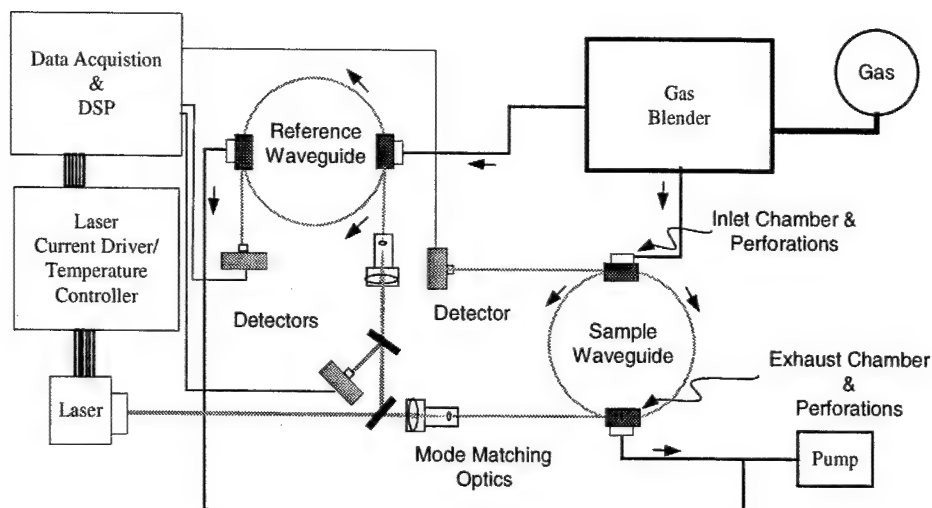 Data Acquistion
&
DSP
Reference
Waveguide
Gas
Blender
Gas
Laser
Current Driver/
Temperature
Controller
Inlet Chamber &
Perforations
Detectors
Detector
Sample
Waveguide
Exhaust Chamber
&
Perforations
Laser
Mode Matching
Optics
Pump